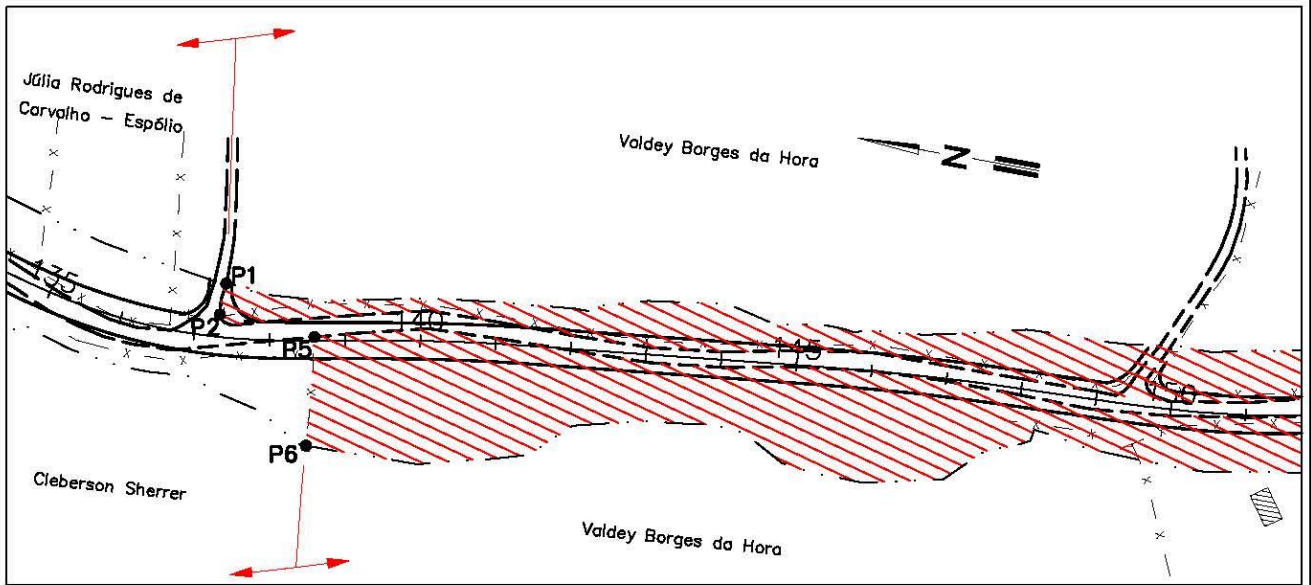 Júlia Rodrigues de
Carvalho – Espólio
Valdey Borges da Hora
N
135
P1
P2
140
P5
145
150
P6
Cleberson Sherrer
Valdey Borges da Hora